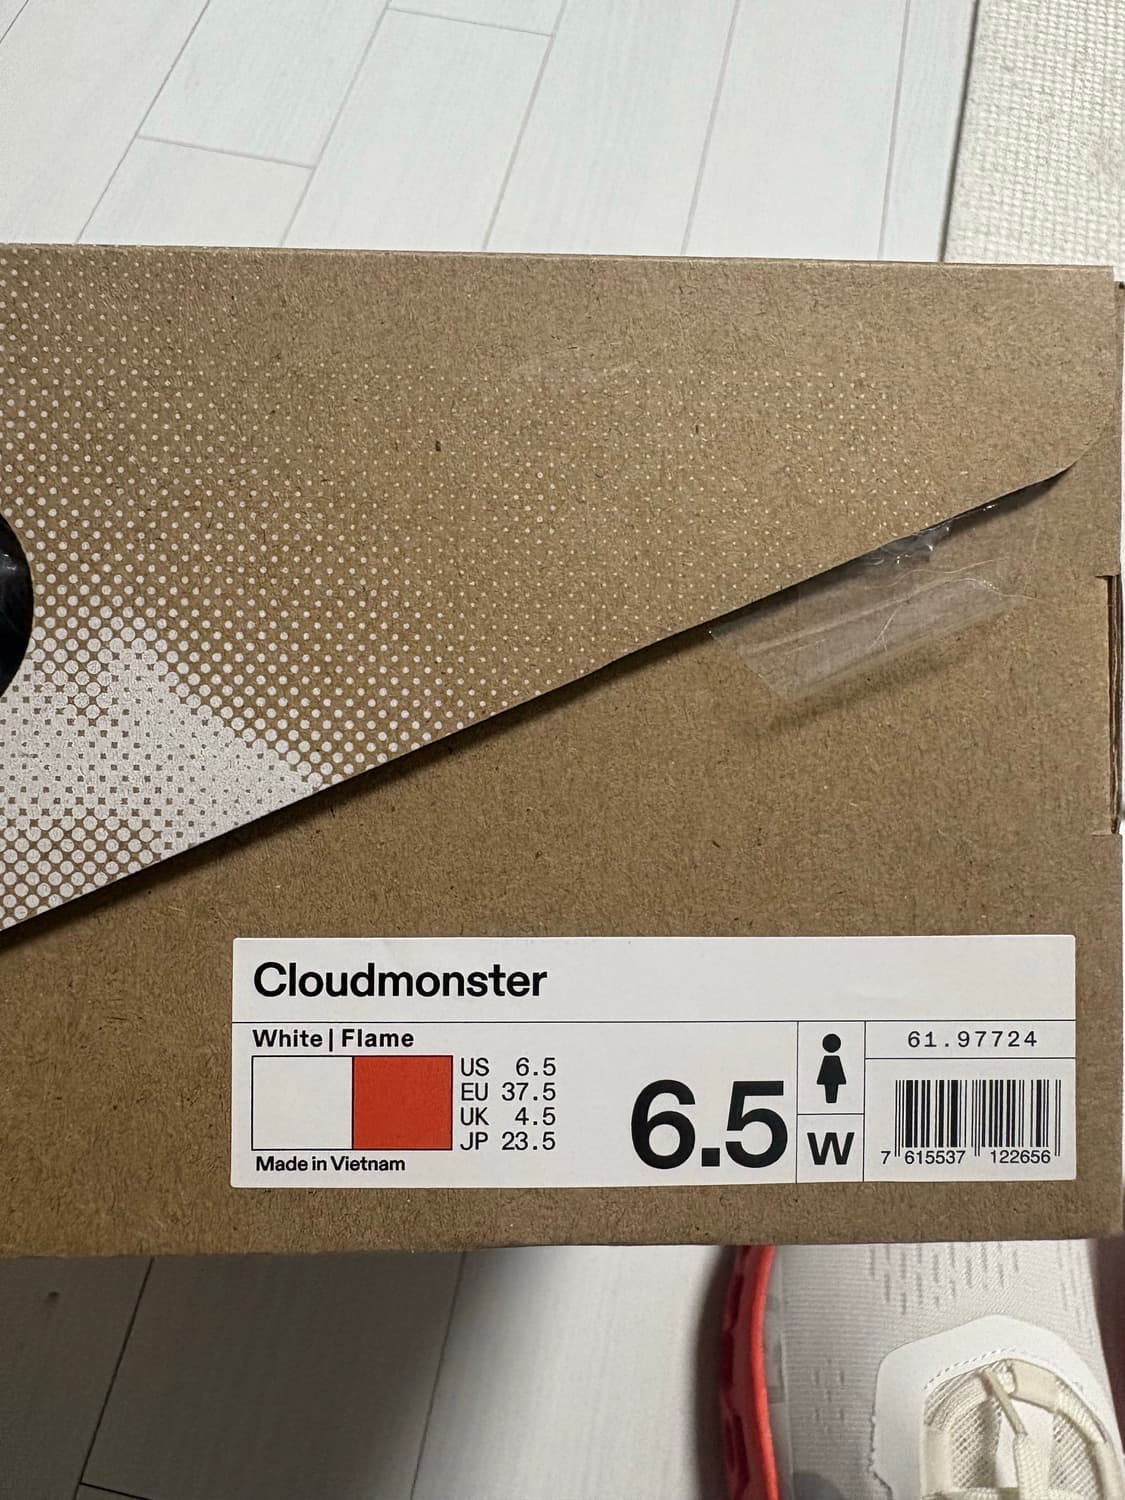 Cloudmonster
White | Flame
61.97724
US 6.5
EU 37.5
UK 4.5
JP 23.5
6.5
W
Made in Vietnam
7 615537 122656